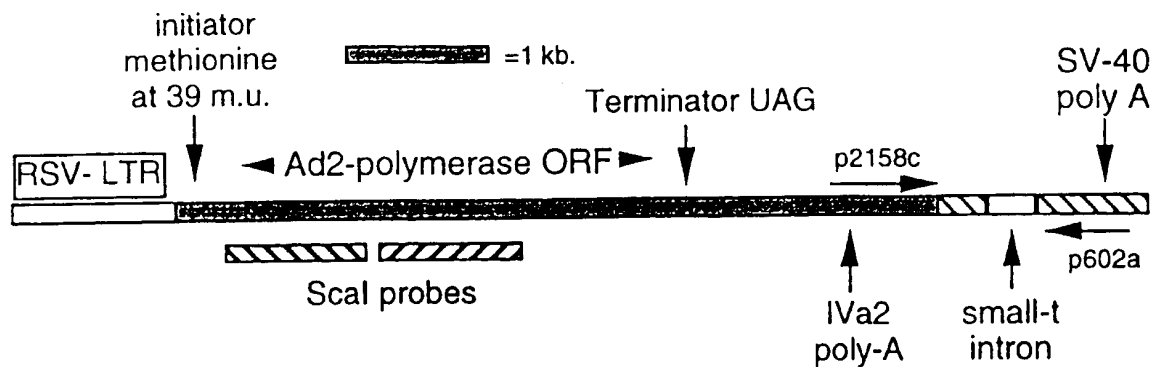 initiator
methionine
at 39 m.u.
=1 kb.
Terminator UAG
SV-40
poly A
RSV- LTR
Ad2-polymerase ORF
p2158c
p602a
ScaI probes
IVa2
poly-A
small-t
intron